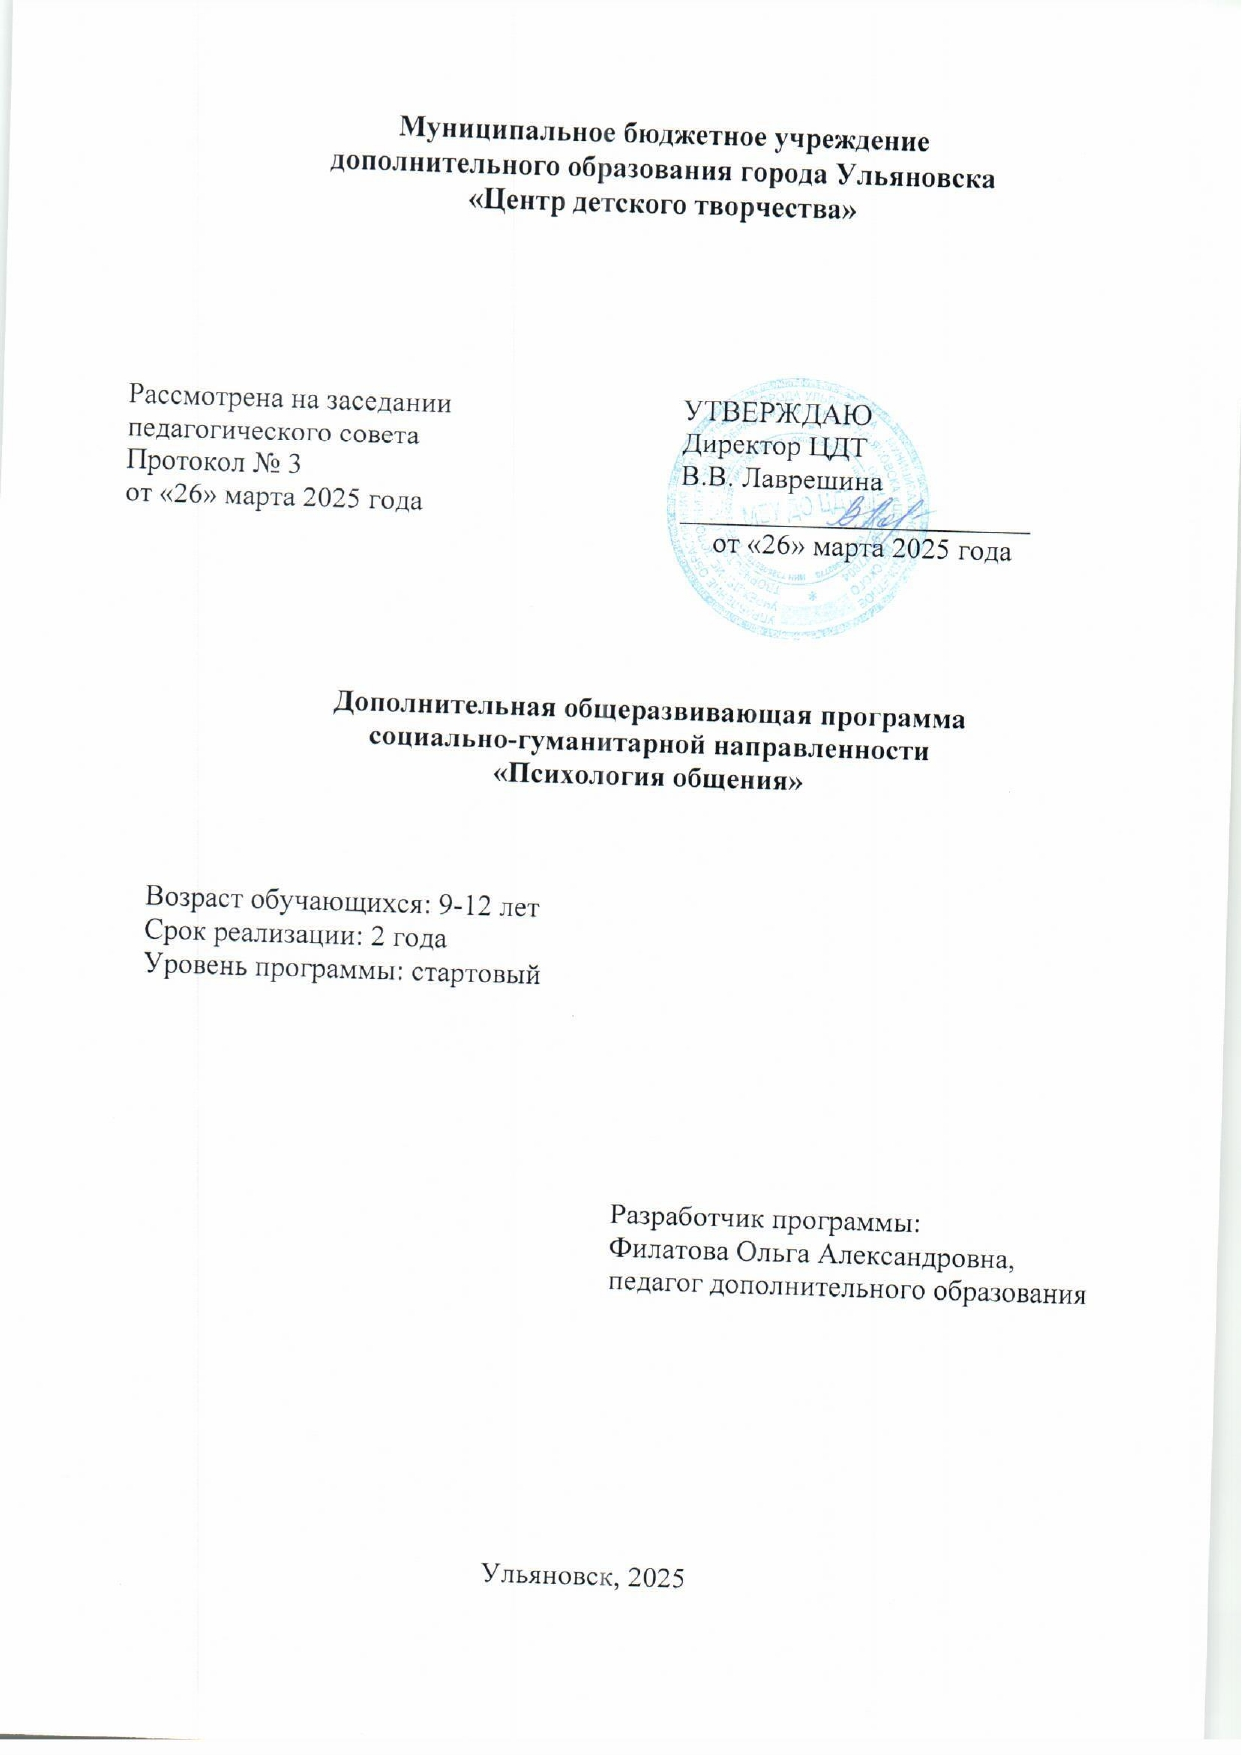 Муниципальное бюджетное учреждение
дополнительного образования города Ульяновска
«Центр детского творчества»
Рассмотрена на заседании
педагогического совета
Протокол № 3
от «26» марта 2025 года
УТВЕРЖДАЮ
Директор ЦДТ
В.В. Лаврешина
от «26» марта 2025 года
Дополнительная общеразвивающая программа
социально-гуманитарной направленности
«Психология общения»
Возраст обучающихся: 9-12 лет
Срок реализации: 2 года
Уровень программы: стартовый
Разработчик программы:
Филатова Ольга Александровна,
педагог дополнительного образования
Ульяновск, 2025